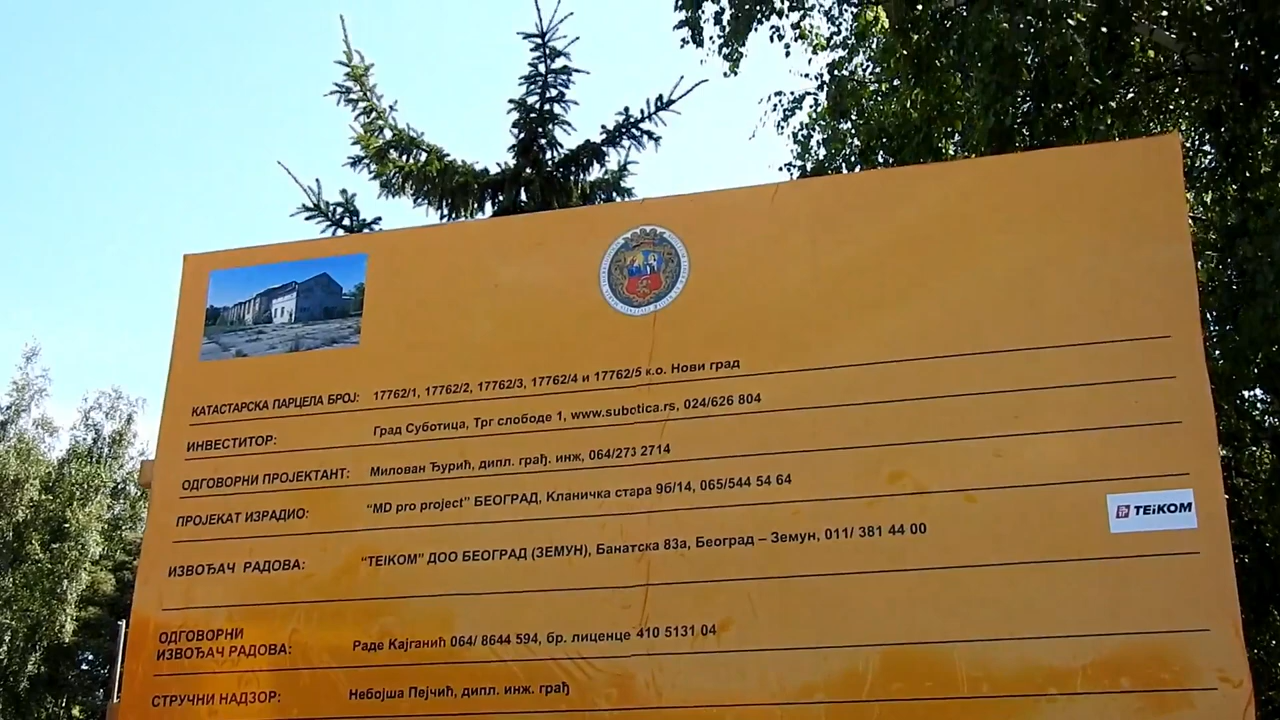 КАТАСТАРСКА ПАРЦЕЛА БРОЈ: 17762/1, 17762/2, 17762/3, 17762/4 и 17762/5 к.о. Нови град
ИНВЕСТИТОР: Град Суботица, Трг слободе 1, www.subotica.rs, 024/626 804
ОДГОВОРНИ ПРОЈЕКТАНТ: Милован Ђурић, дипл. грађ. инж, 064/273 2714
ПРОЈЕКАТ ИЗРАДИО: “MD pro project” БЕОГРАД, Кланичка стара 9б/14, 065/544 54 64
TEiKOM
ИЗВОЂАЧ РАДОВА: “TEIKOM” ДОО БЕОГРАД (ЗЕМУН), Банатска 83а, Београд – Земун, 011/ 381 44 00
ОДГОВОРНИ
ИЗВОЂАЧ РАДОВА: Раде Кајганић 064/ 8644 594, бр. лиценце 410 5131 04
СТРУЧНИ НАДЗОР: Небојша Пејчић, дипл. инж. грађ